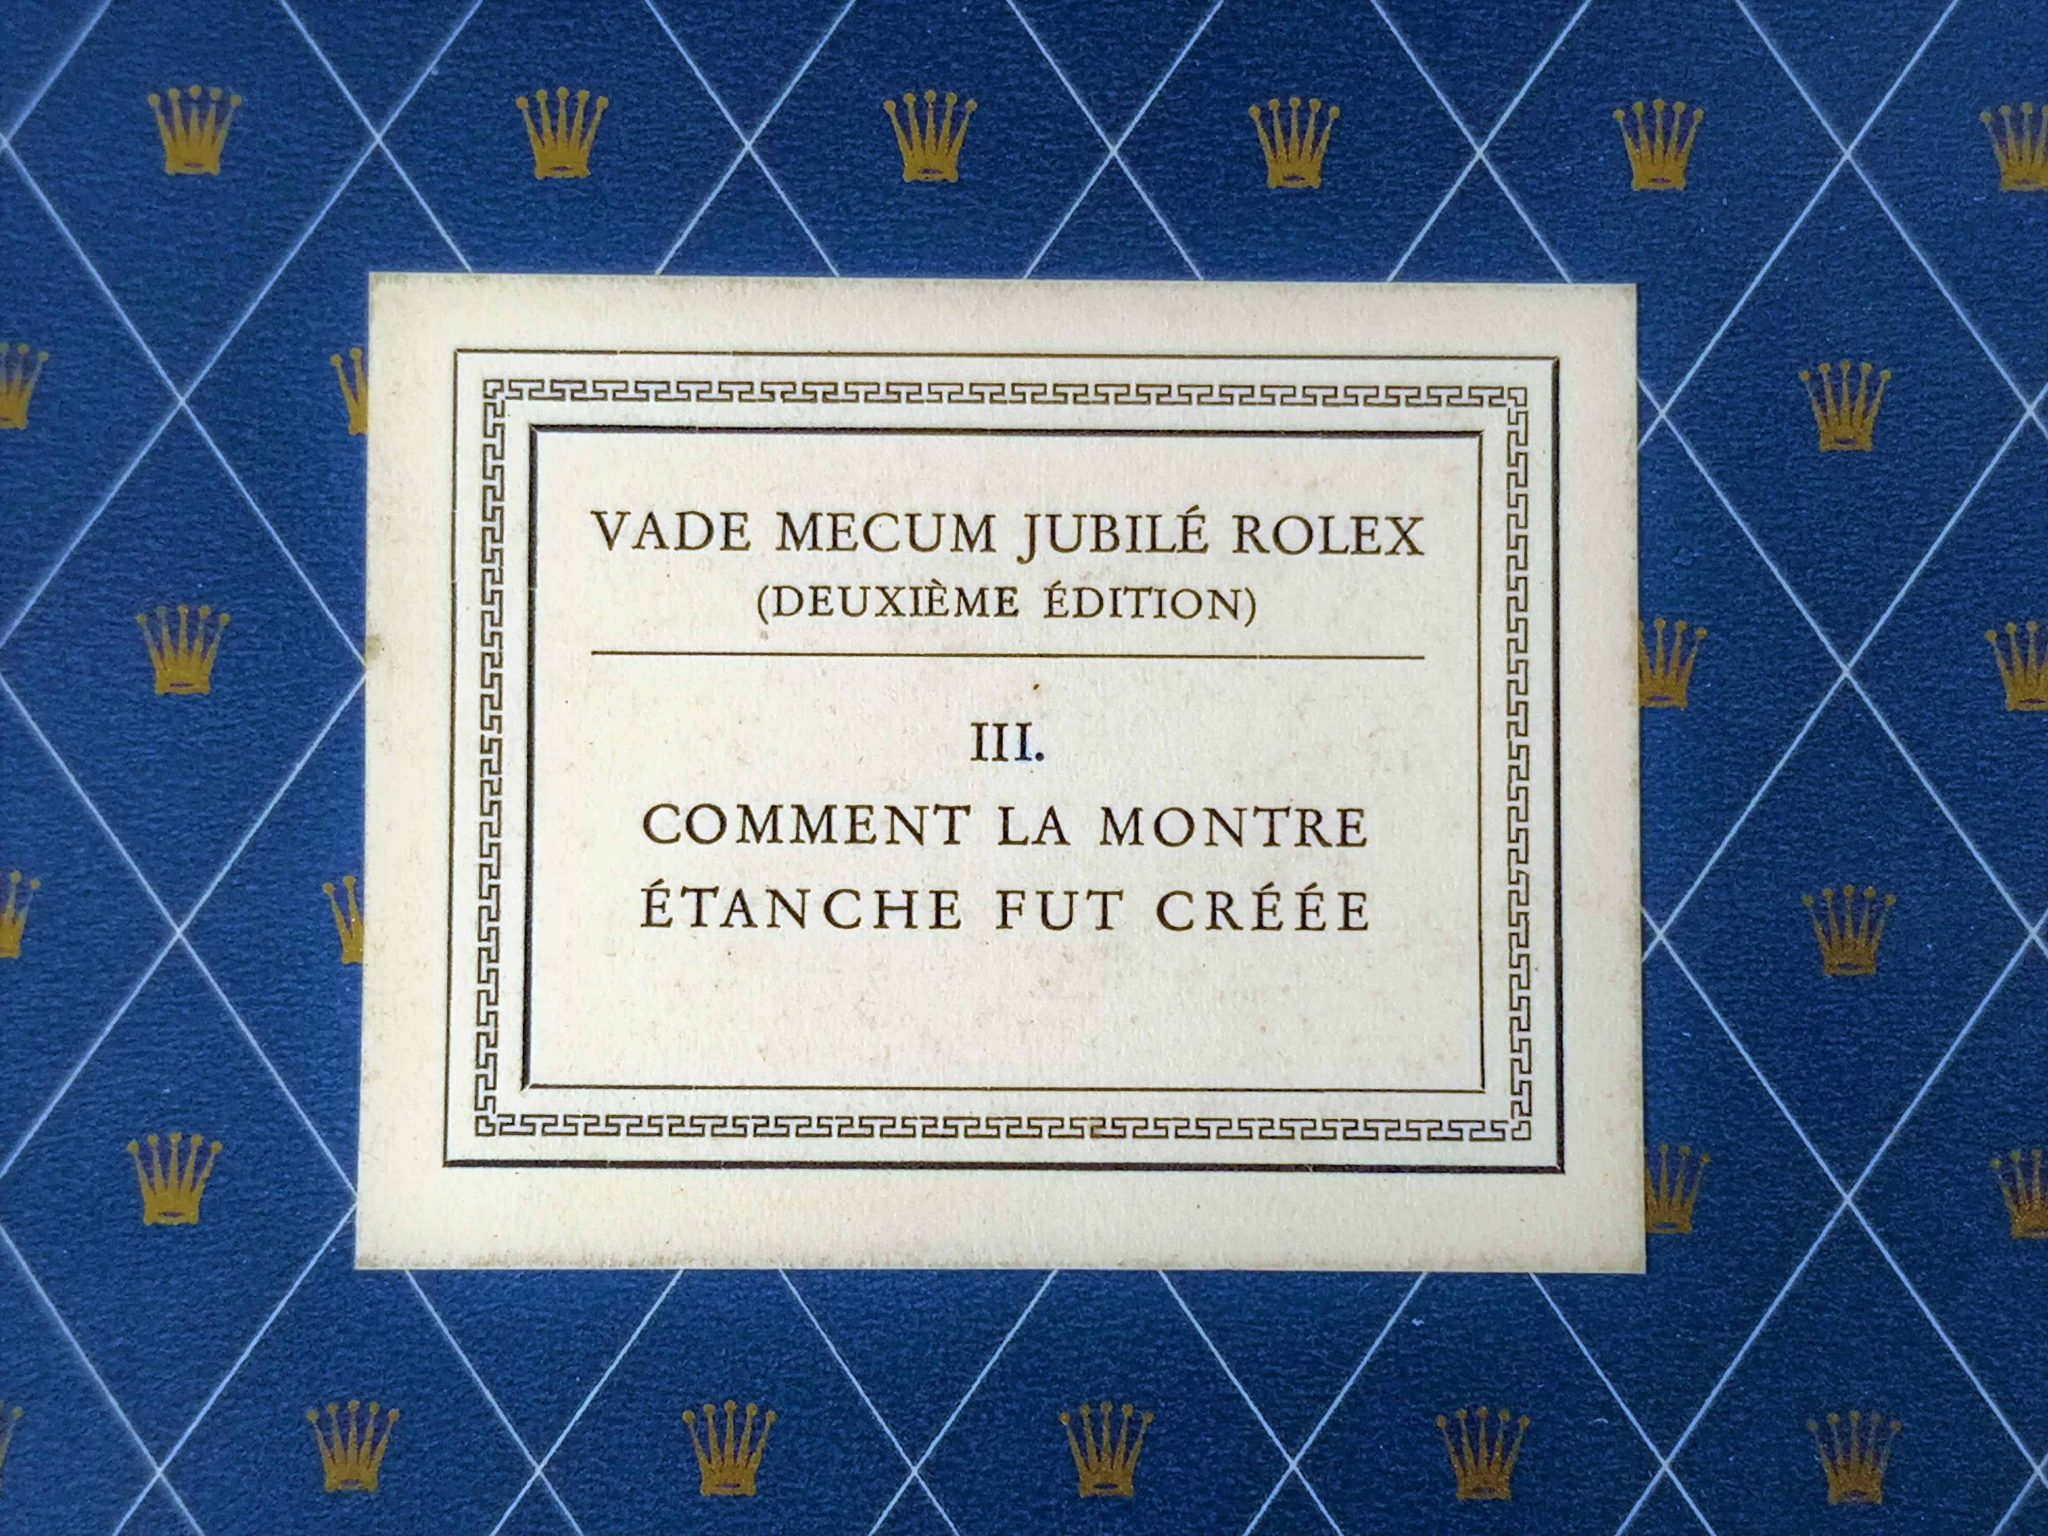 VADE MECUM JUBILÉ ROLEX
(DEUXIÈME ÉDITION)
III.
COMMENT LA MONTRE
ÉTANCHE FUT CRÉÉE